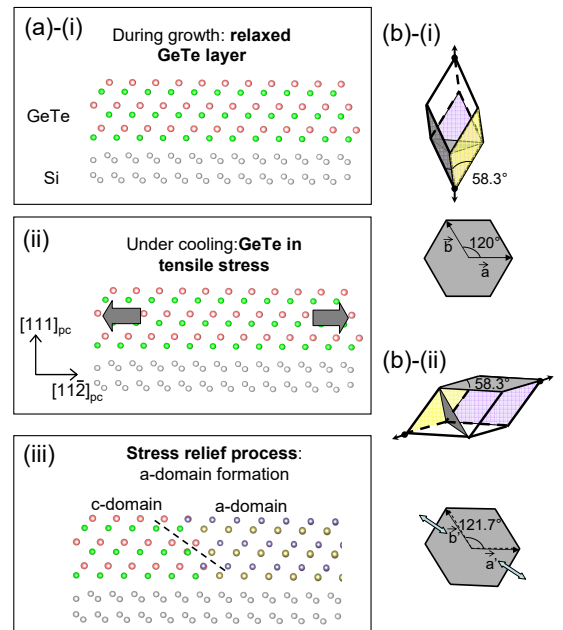 (a)-(i)
During growth: relaxed
GeTe layer
GeTe
Si
(ii)
Under cooling:GeTe in
tensile stress
[111]pc
[112̅]pc
(iii)
Stress relief process:
a-domain formation
c-domain
a-domain
(b)-(i)
58.3°
120°
b⃗
a⃗
(b)-(ii)
58.3°
121.7°
b⃗'
a⃗'